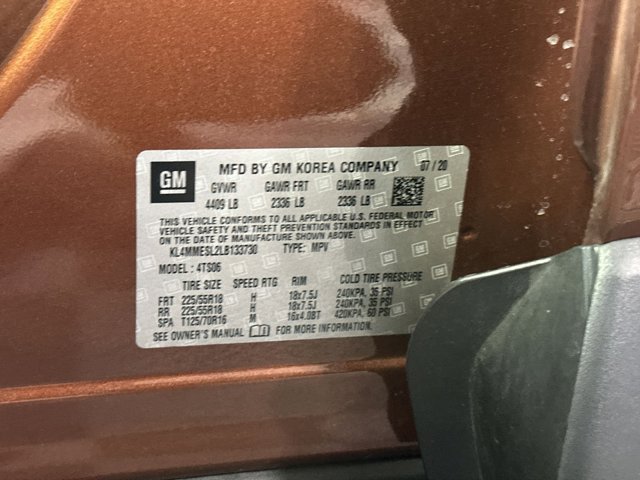 GM
MFD BY GM KOREA COMPANY 07/20
GVWR GAWR FRT GAWR RR
4409 LB 2336 LB 2336 LB
THIS VEHICLE CONFORMS TO ALL APPLICABLE U.S. FEDERAL MOTOR
VEHICLE SAFETY AND THEFT PREVENTION STANDARDS IN EFFECT
ON THE DATE OF MANUFACTURE SHOWN ABOVE.
KL4MMESL2LB133730 TYPE: MPV
MODEL: 4TS06
TIRE SIZE SPEED RTG RIM COLD TIRE PRESSURE
FRT 225/55R18 H 18x7.5J 240KPA, 35 PSI
RR 225/55R18 H 18x7.5J 240KPA, 35 PSI
SPA T125/70R16 M 16x4.0BT 420KPA, 60 PSI
SEE OWNER'S MANUAL FOR MORE INFORMATION.